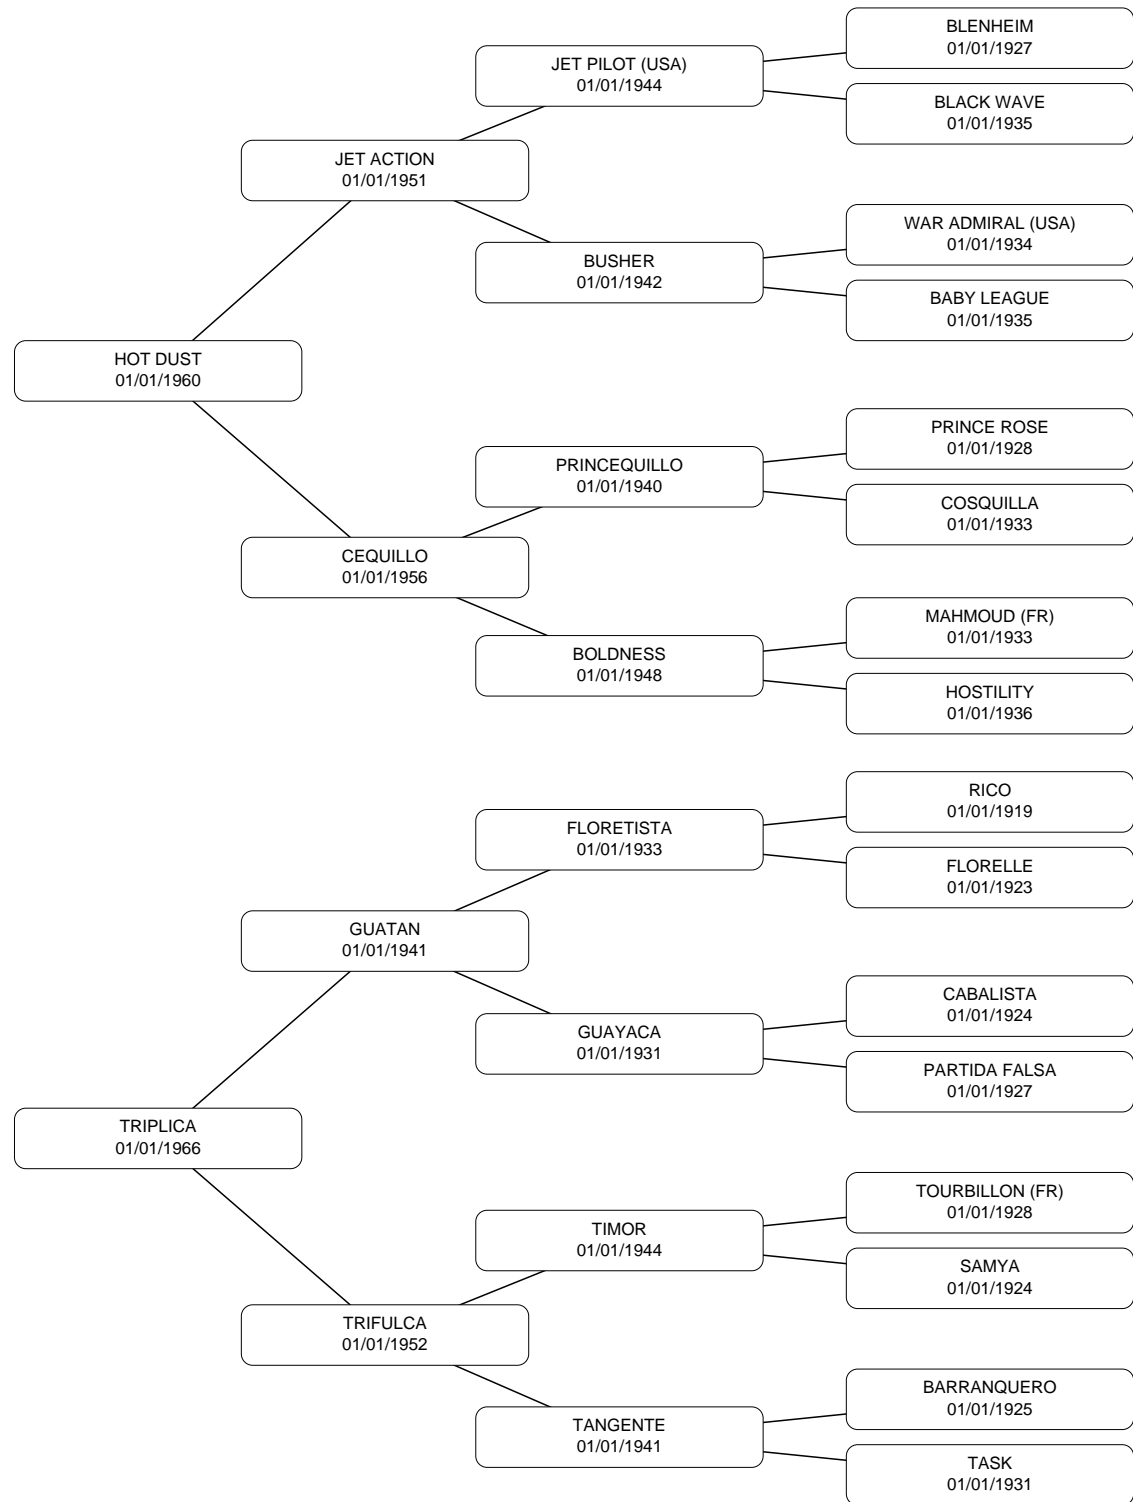 BLENHEIM
01/01/1927
JET PILOT (USA)
01/01/1944
BLACK WAVE
01/01/1935
JET ACTION
01/01/1951
WAR ADMIRAL (USA)
01/01/1934
BUSHER
01/01/1942
BABY LEAGUE
01/01/1935
HOT DUST
01/01/1960
PRINCE ROSE
01/01/1928
PRINCEQUILLO
01/01/1940
COSQUILLA
01/01/1933
CEQUILLO
01/01/1956
MAHMOUD (FR)
01/01/1933
BOLDNESS
01/01/1948
HOSTILITY
01/01/1936
RICO
01/01/1919
FLORETISTA
01/01/1933
FLORELLE
01/01/1923
GUATAN
01/01/1941
CABALISTA
01/01/1924
GUAYACA
01/01/1931
PARTIDA FALSA
01/01/1927
TRIPLICA
01/01/1966
TOURBILLON (FR)
01/01/1928
TIMOR
01/01/1944
SAMYA
01/01/1924
TRIFULCA
01/01/1952
BARRANQUERO
01/01/1925
TANGENTE
01/01/1941
TASK
01/01/1931